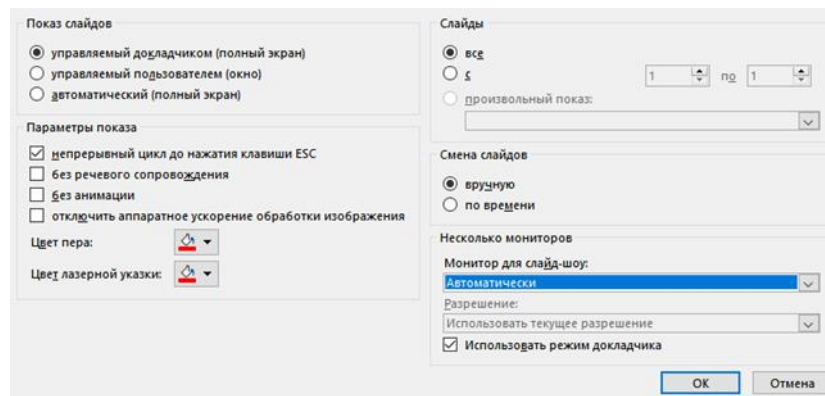 Показ слайдов
управляемый докладчиком (полный экран)
управляемый пользователем (окно)
автоматический (полный экран)
Параметры показа
непрерывный цикл до нажатия клавиши ESC
без речевого сопровождения
без анимации
отключить аппаратное ускорение обработки изображения
Цвет пера:
Цвет лазерной указки:
Слайды
все
с 1 по 1
произвольный показ:
Смена слайдов
вручную
по времени
Несколько мониторов
Монитор для слайд-шоу:
Автоматически
Разрешение:
Использовать текущее разрешение
Использовать режим докладчика
ОК Отмена